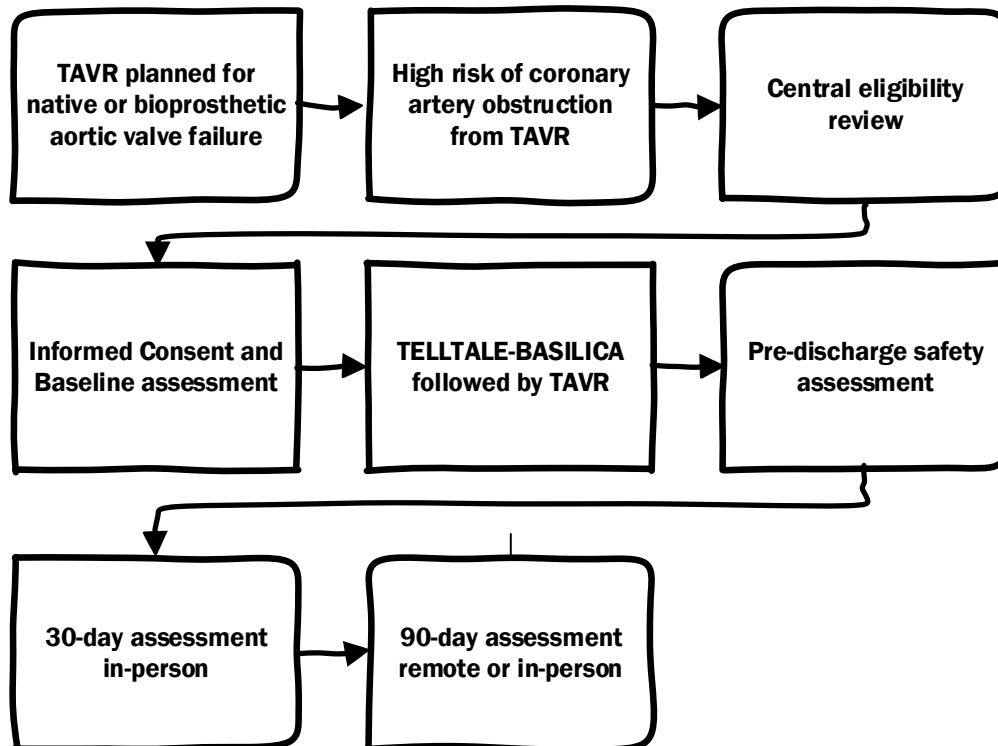 TAVR planned for
native or bioprosthetic
aortic valve failure
High risk of coronary
artery obstruction
from TAVR
Central eligibility
review
Informed Consent and
Baseline assessment
TELLTALE-BASILICA
followed by TAVR
Pre-discharge safety
assessment
30-day assessment
in-person
90-day assessment
remote or in-person